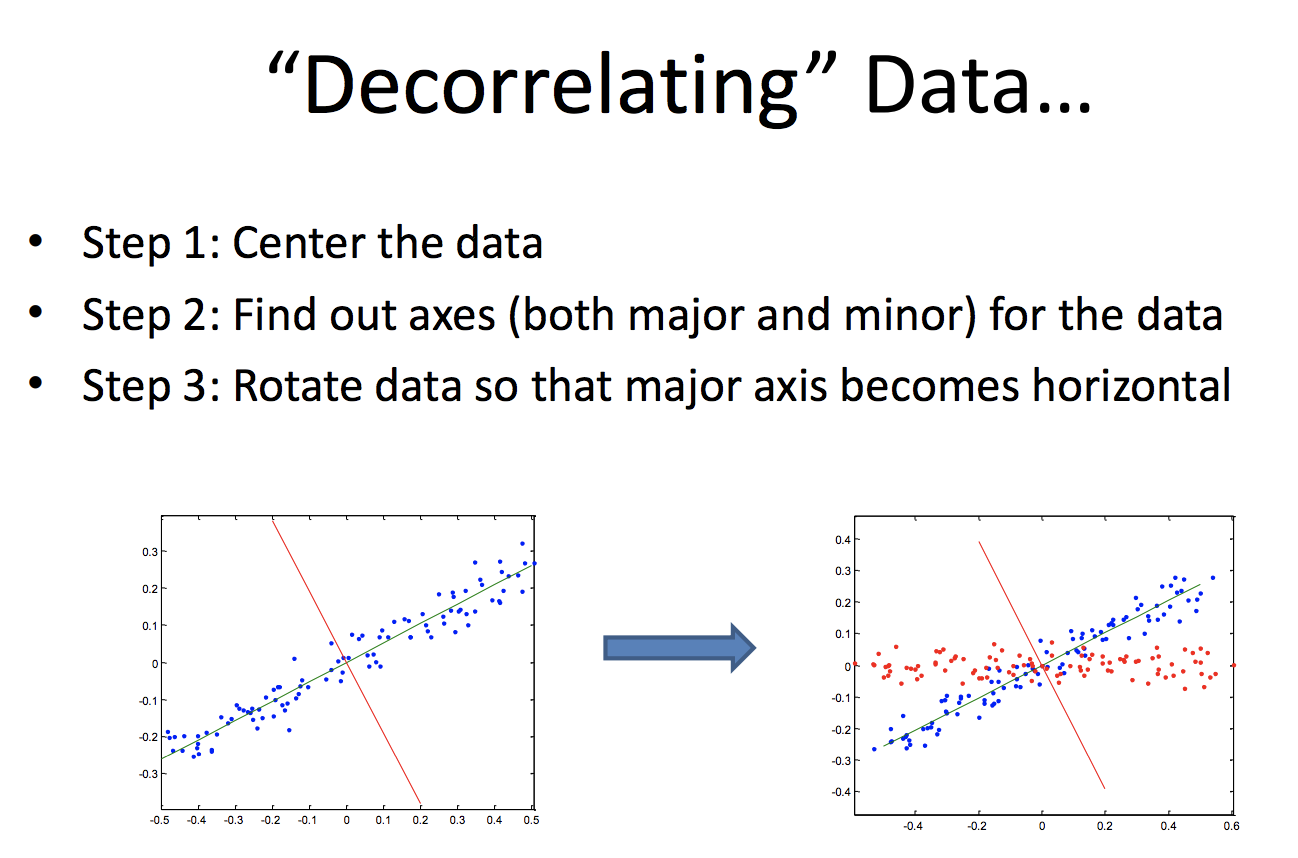 “Decorrelating” Data…
• Step 1: Center the data
• Step 2: Find out axes (both major and minor) for the data
• Step 3: Rotate data so that major axis becomes horizontal
0.3
0.2
0.1
0
-0.1
-0.2
-0.3
-0.5 -0.4 -0.3 -0.2 -0.1 0 0.1 0.2 0.3 0.4 0.5
0.4
0.3
0.2
0.1
0
-0.1
-0.2
-0.3
-0.4
-0.4 -0.2 0 0.2 0.4 0.6